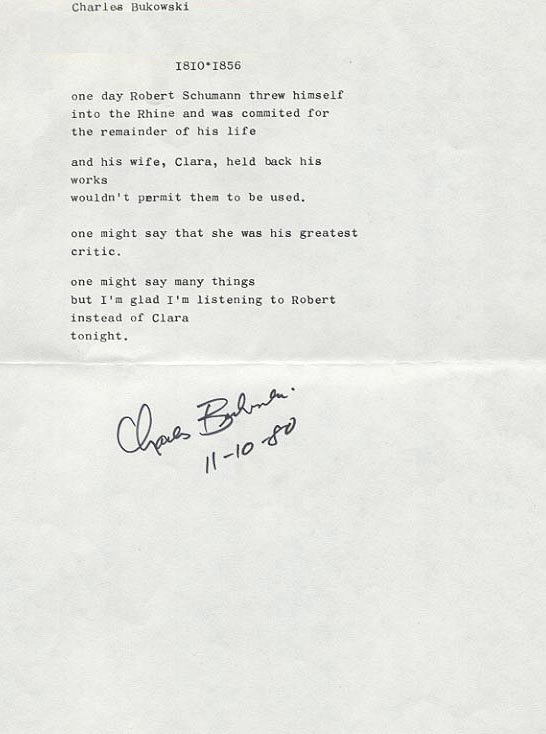 Charles Bukowski
1810*1856
one day Robert Schumann threw himself
into the Rhine and was commited for
the remainder of his life
and his wife, Clara, held back his
works
wouldn't permit them to be used.
one might say that she was his greatest
critic.
one might say many things
but I'm glad I'm listening to Robert
instead of Clara
tonight.
Charles Bukowski.
11-10-80